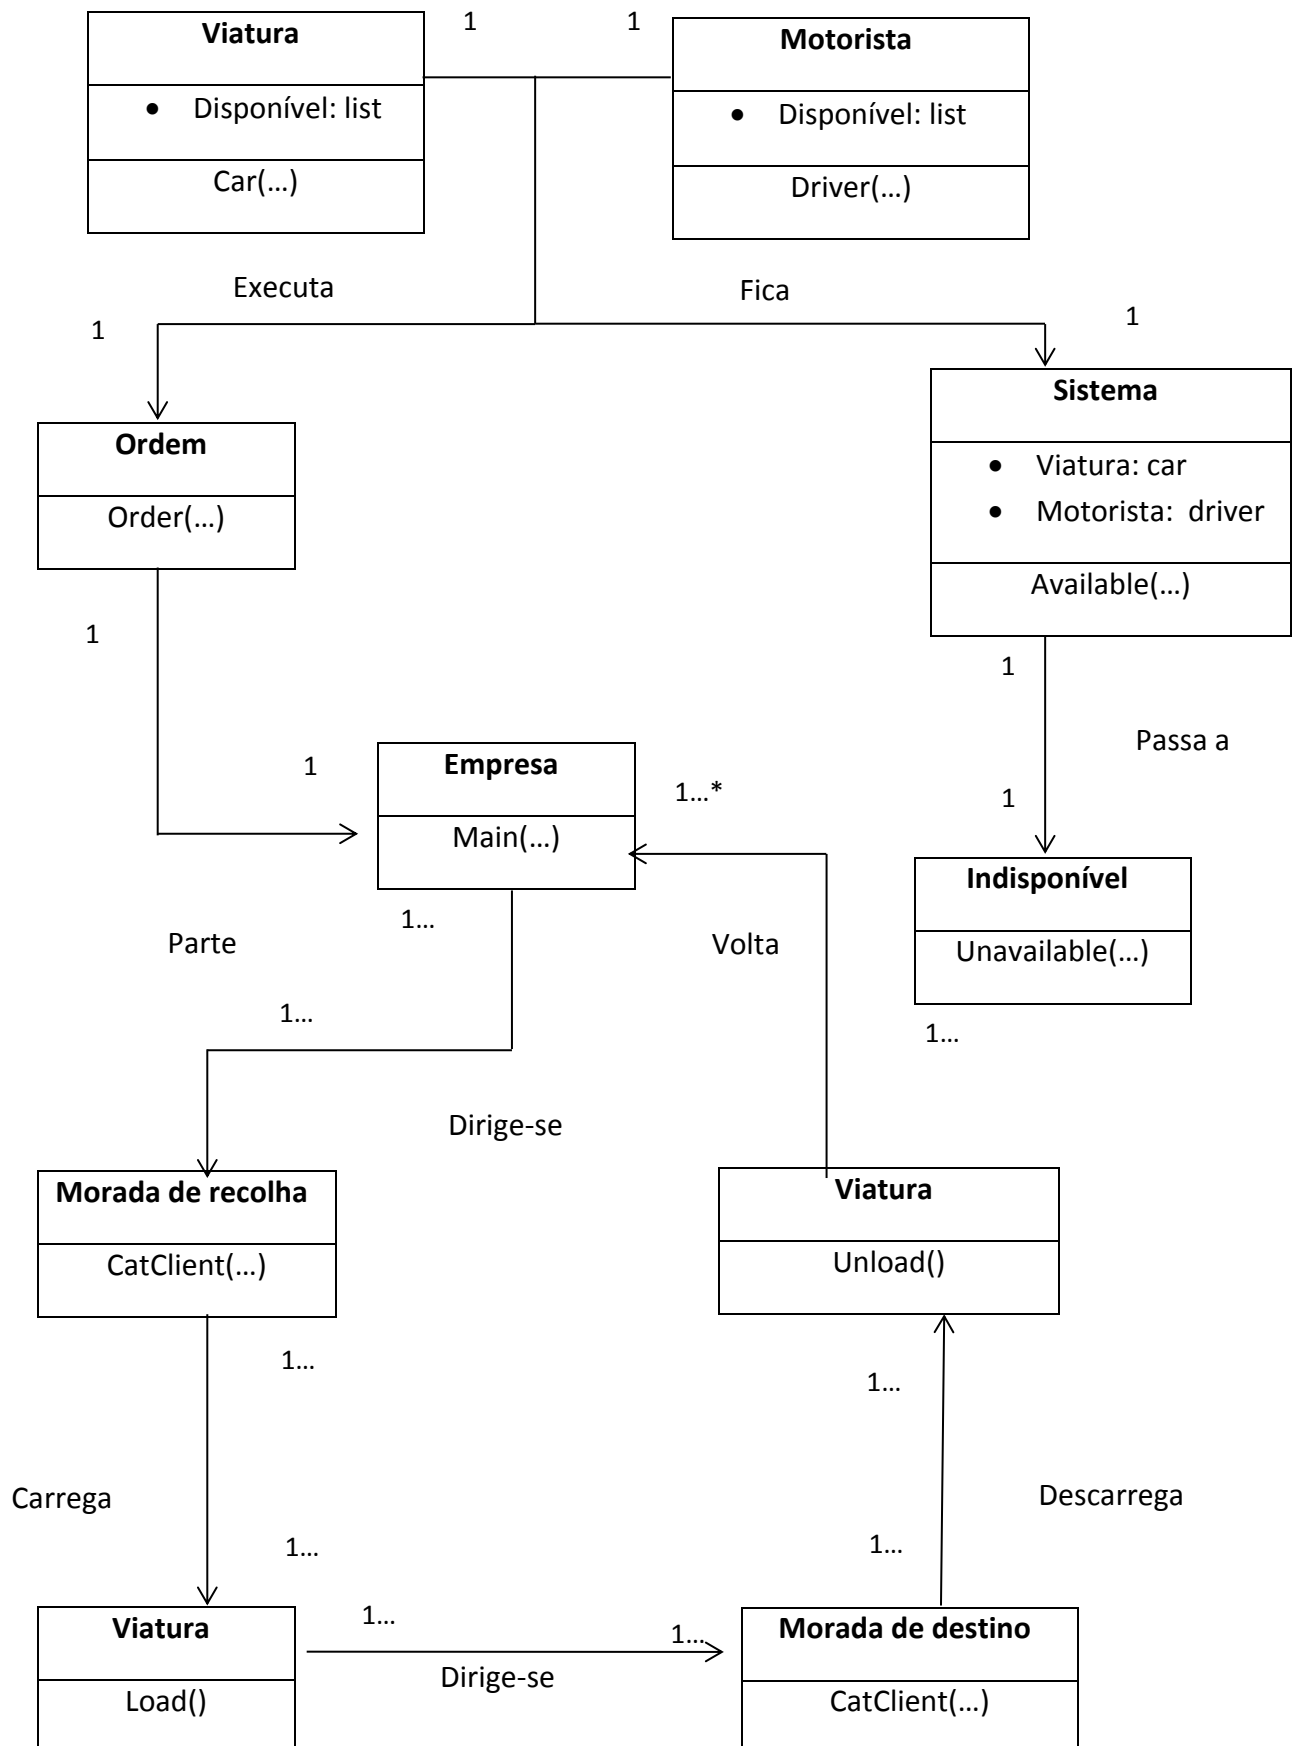 Viatura
1
1
Motorista
• Disponível: list
• Disponível: list
Car(...)
Driver(...)
Executa
Fica
1
1
Sistema
Ordem
• Viatura: car
• Motorista: driver
Order(...)
Available(...)
1
1
Passa a
1
Empresa
1...*
1
Main(...)
Indisponível
1...
Parte
Volta
Unavailable(...)
1...
1...
Dirige-se
Morada de recolha
Viatura
CatClient(...)
Unload()
1...
1...
Carrega
Descarrega
1...
1...
Viatura
1...
1...
Morada de destino
Dirige-se
Load()
CatClient(...)